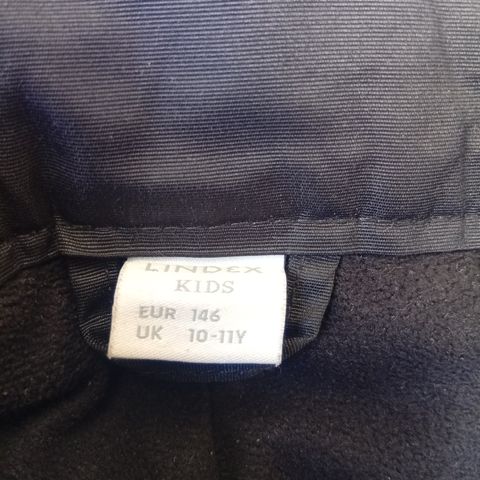 LINDEX
KIDS
EUR 146
UK 10-11Y